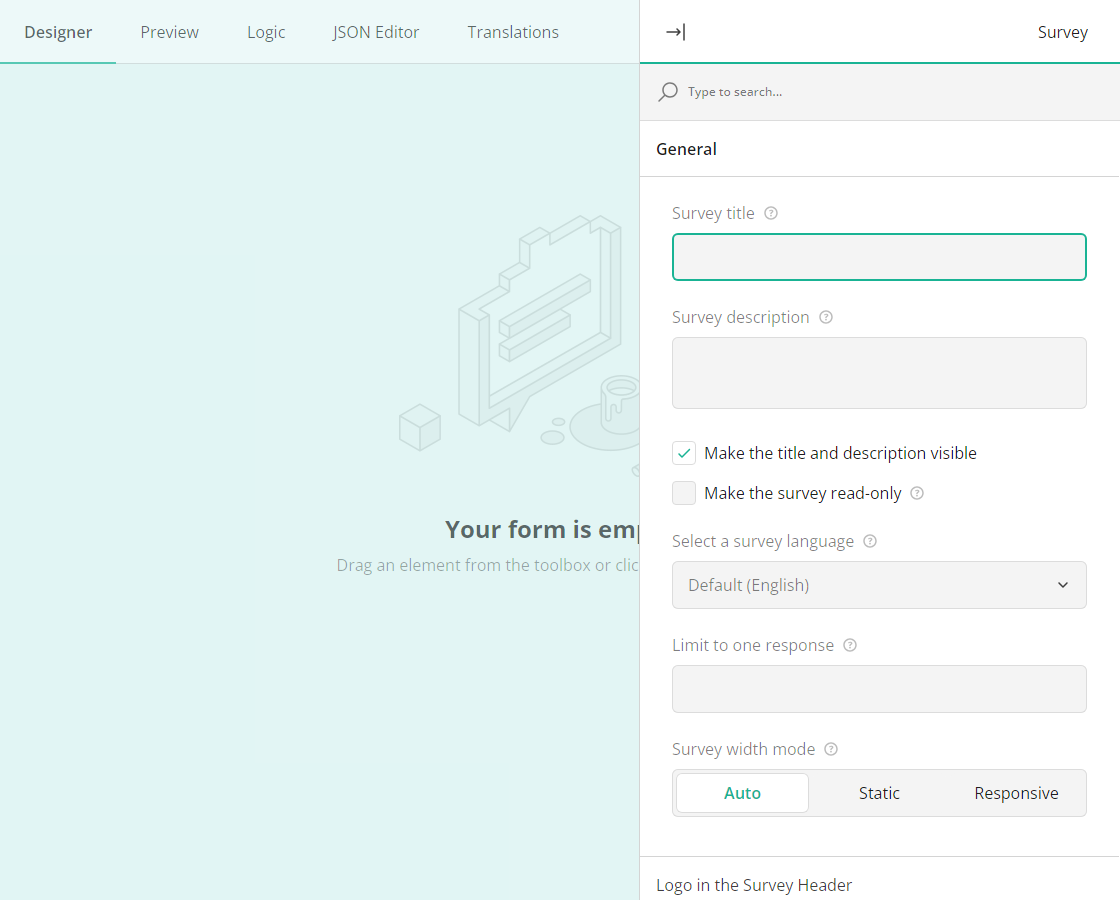 Designer Preview Logic JSON Editor Translations
Survey
Type to search...
General
Survey title
Survey description
Make the title and description visible
Make the survey read-only
Select a survey language
Default (English)
Limit to one response
Survey width mode
Auto Static Responsive
Logo in the Survey Header
Your form is em
Drag an element from the toolbox or clic